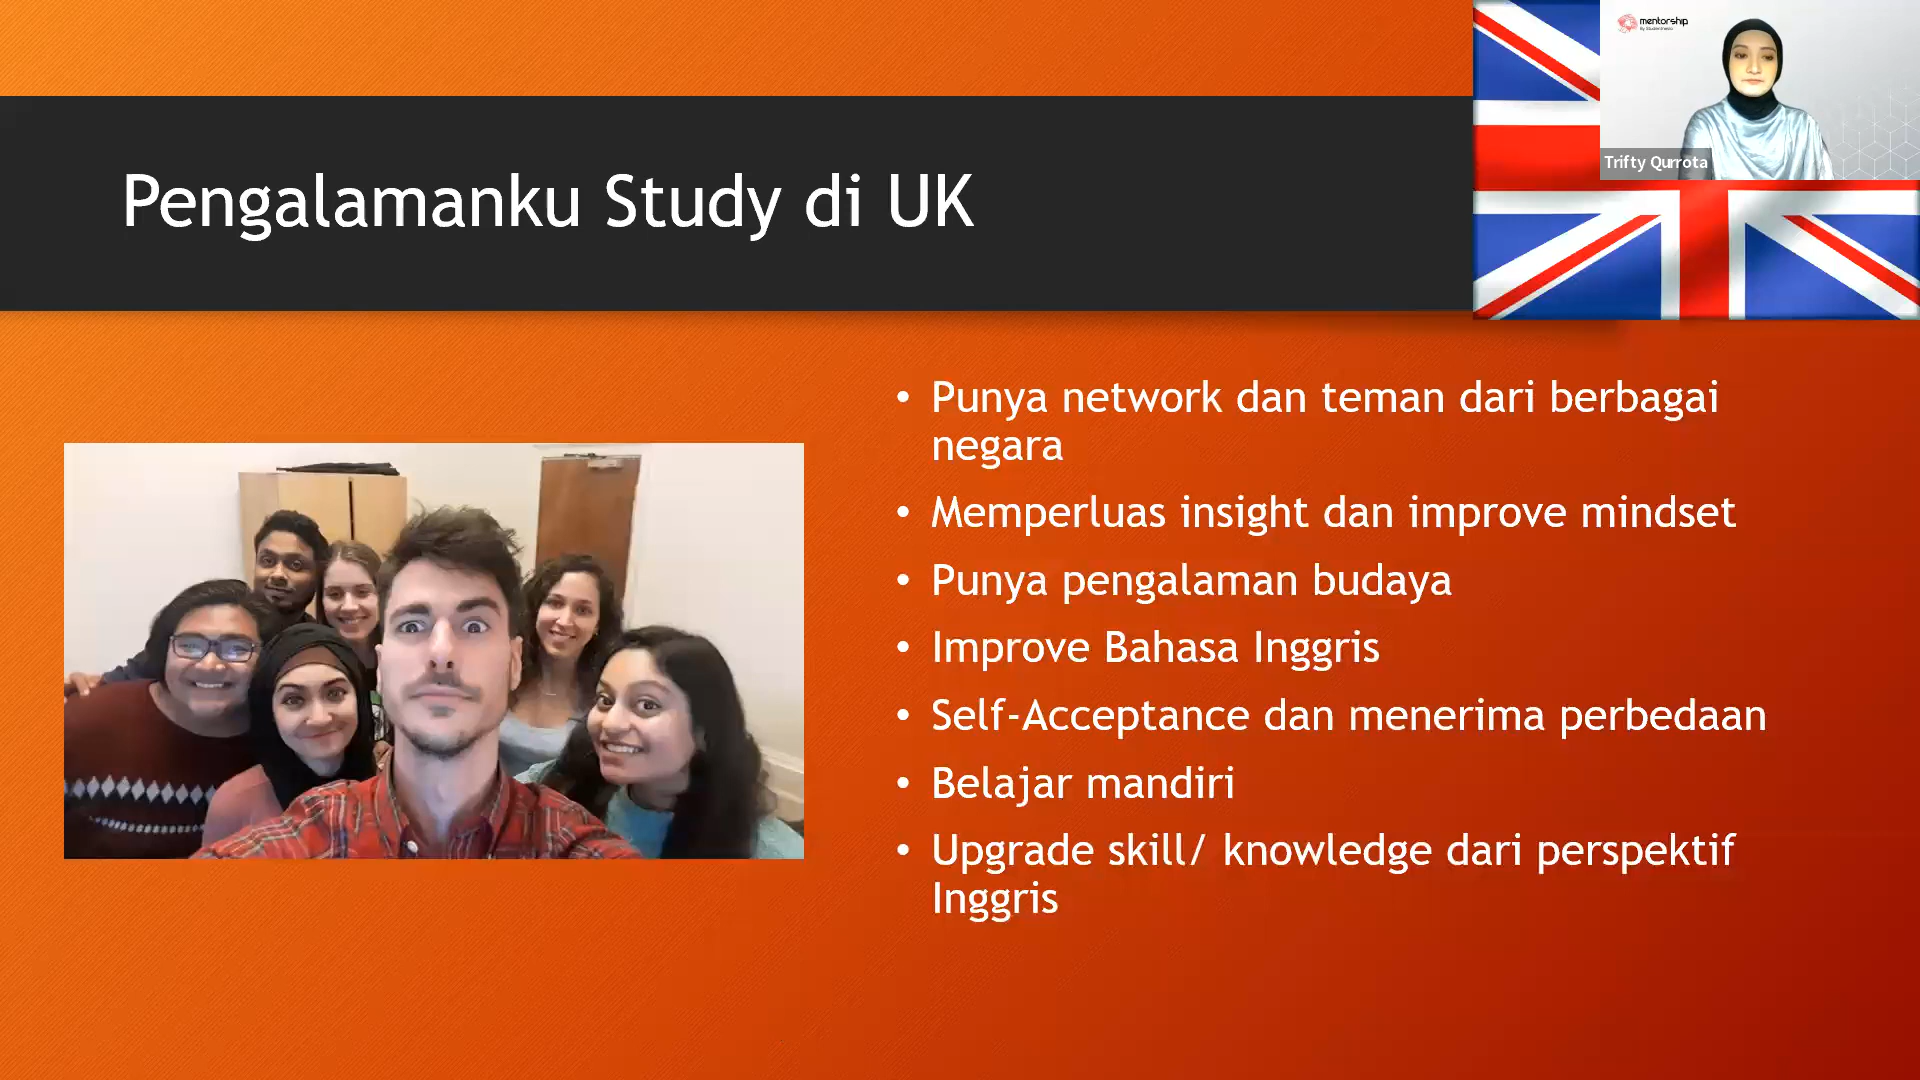 mentorship
Trifty Qurrota
Pengalamanku Study di UK
• Punya network dan teman dari berbagai
negara
• Memperluas insight dan improve mindset
• Punya pengalaman budaya
• Improve Bahasa Inggris
• Self-Acceptance dan menerima perbedaan
• Belajar mandiri
• Upgrade skill/ knowledge dari perspektif
Inggris